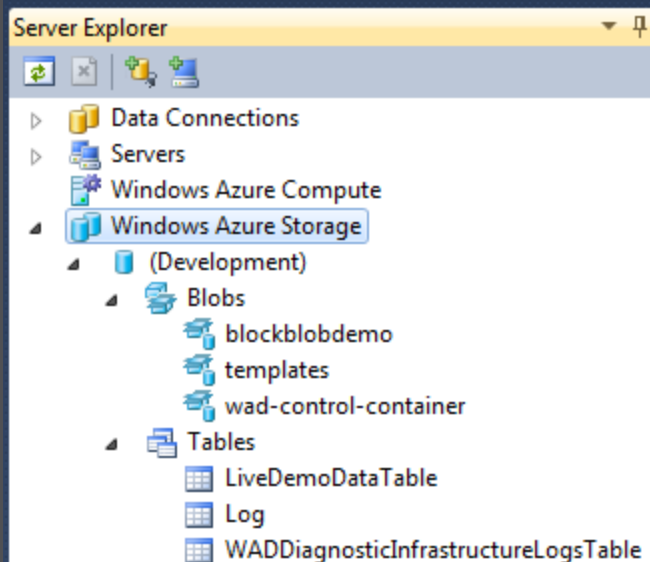 Server Explorer
Data Connections
Servers
Windows Azure Compute
Windows Azure Storage
(Development)
Blobs
blockblobdemo
templates
wad-control-container
Tables
LiveDemoDataTable
Log
WADDiagnosticInfrastructureLogsTable